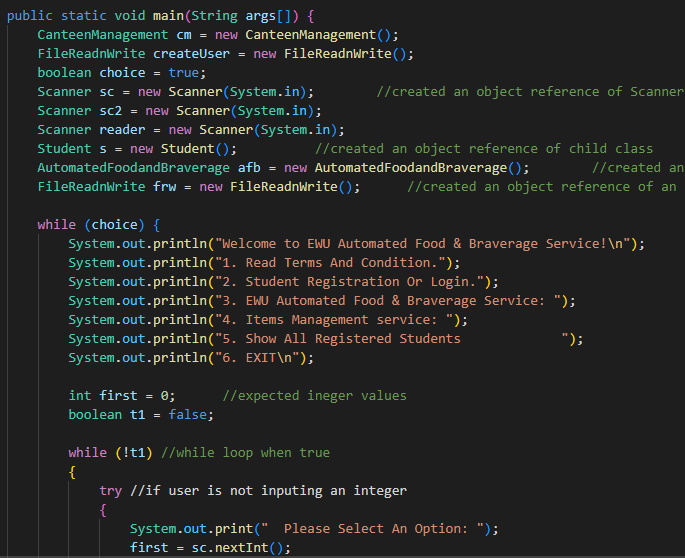 public static void main(String args[]) {
CanteenManagement cm = new CanteenManagement();
FileReadnWrite createUser = new FileReadnWrite();
boolean choice = true;
Scanner sc = new Scanner(System.in);        //created an object reference of Scanner
Scanner sc2 = new Scanner(System.in);
Scanner reader = new Scanner(System.in);
Student s = new Student();          //created an object reference of child class
AutomatedFoodandBraverage afb = new AutomatedFoodandBraverage();        //created an
FileReadnWrite frw = new FileReadnWrite();      //created an object reference of an
while (choice) {
System.out.println("Welcome to EWU Automated Food & Braverage Service!\n");
System.out.println("1. Read Terms And Condition.");
System.out.println("2. Student Registration Or Login.");
System.out.println("3. EWU Automated Food & Braverage Service: ");
System.out.println("4. Items Management service: ");
System.out.println("5. Show All Registered Students             ");
System.out.println("6. EXIT\n");
int first = 0;      //expected ineger values
boolean t1 = false;
while (!t1) //while loop when true
{
try //if user is not inputing an integer
{
System.out.print("  Please Select An Option: ");
first = sc.nextInt();